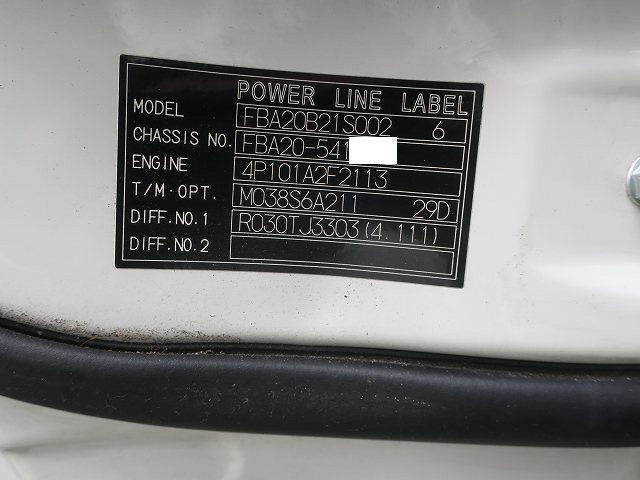 POWER LINE LABEL
MODEL FBA20B21S002 6
CHASSIS NO. FBA20-541
ENGINE 4P101A2F2113
T/M·OPT. M038S6A211 29D
DIFF.NO.1 R030TJ3303(4.111)
DIFF.NO.2